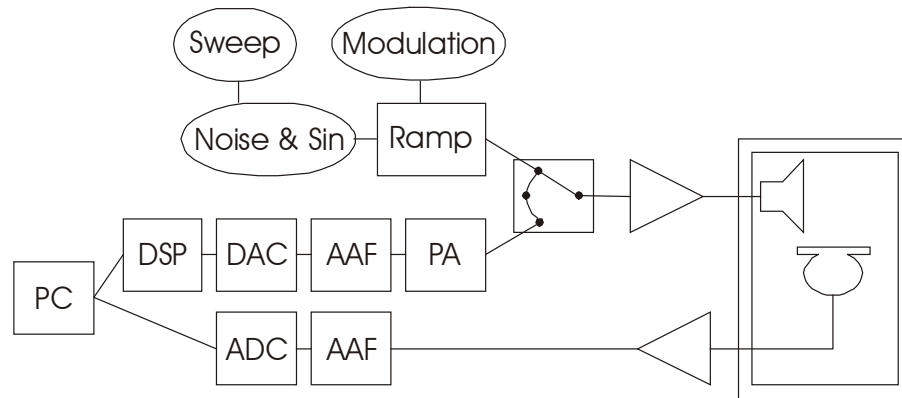 Sweep
Modulation
Noise & Sin
Ramp
DSP
DAC
AAF
PA
PC
ADC
AAF